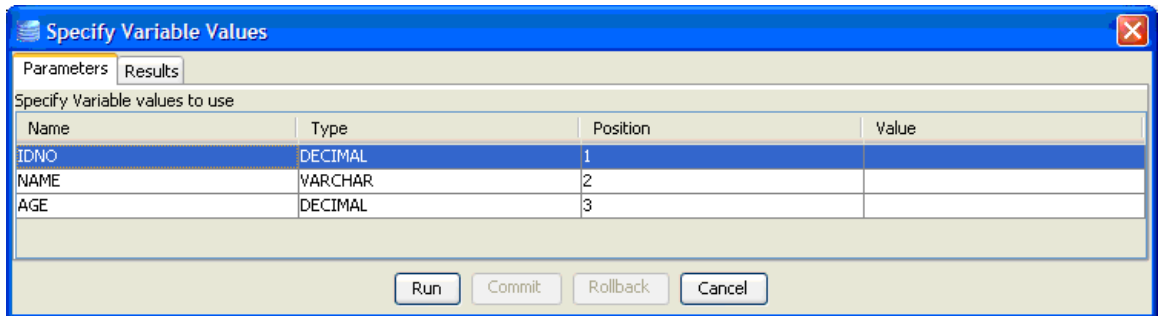 Specify Variable Values
Parameters Results
Specify Variable values to use
Name Type Position Value
IDNO DECIMAL 1
NAME VARCHAR 2
AGE DECIMAL 3
Run Commit Rollback Cancel